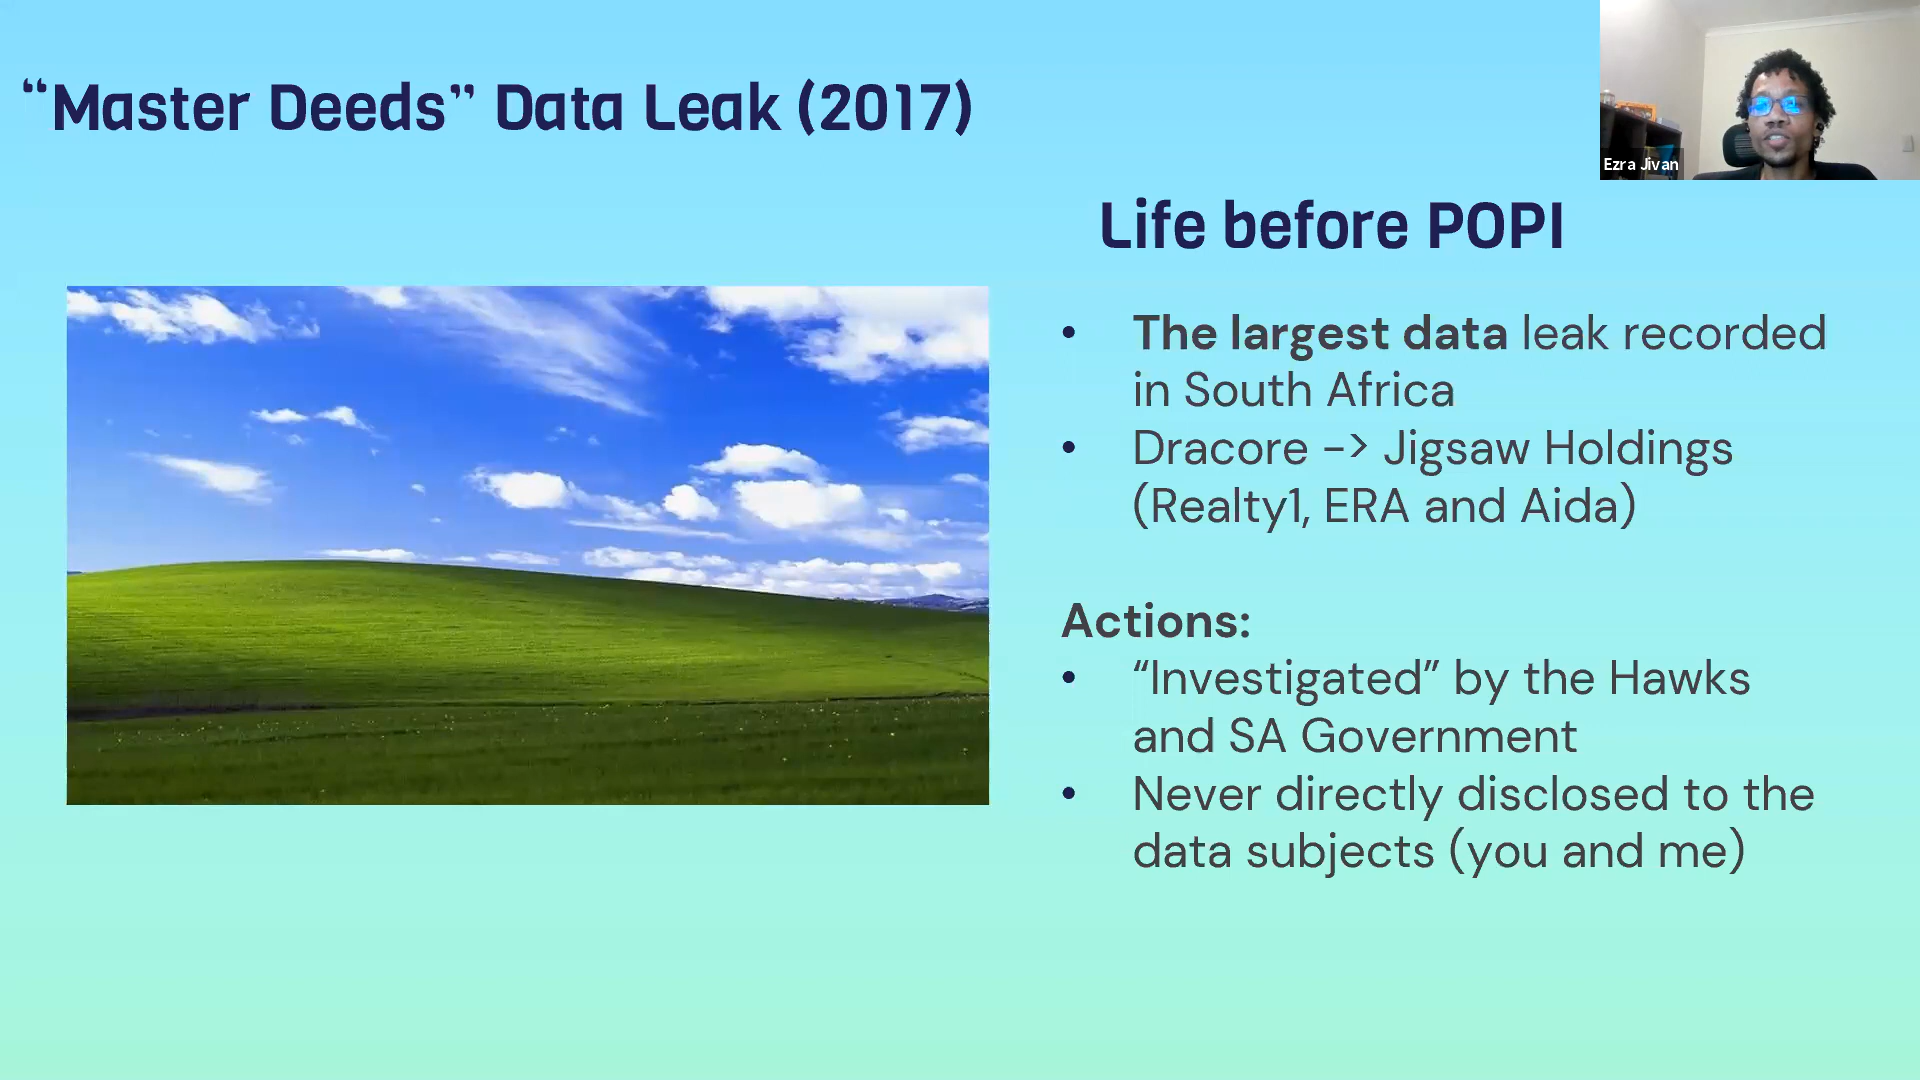 “Master Deeds” Data Leak (2017)
Ezra Jivan
Life before POPI
• The largest data leak recorded
in South Africa
• Dracore -> Jigsaw Holdings
(Realty1, ERA and Aida)
Actions:
• “Investigated” by the Hawks
and SA Government
• Never directly disclosed to the
data subjects (you and me)